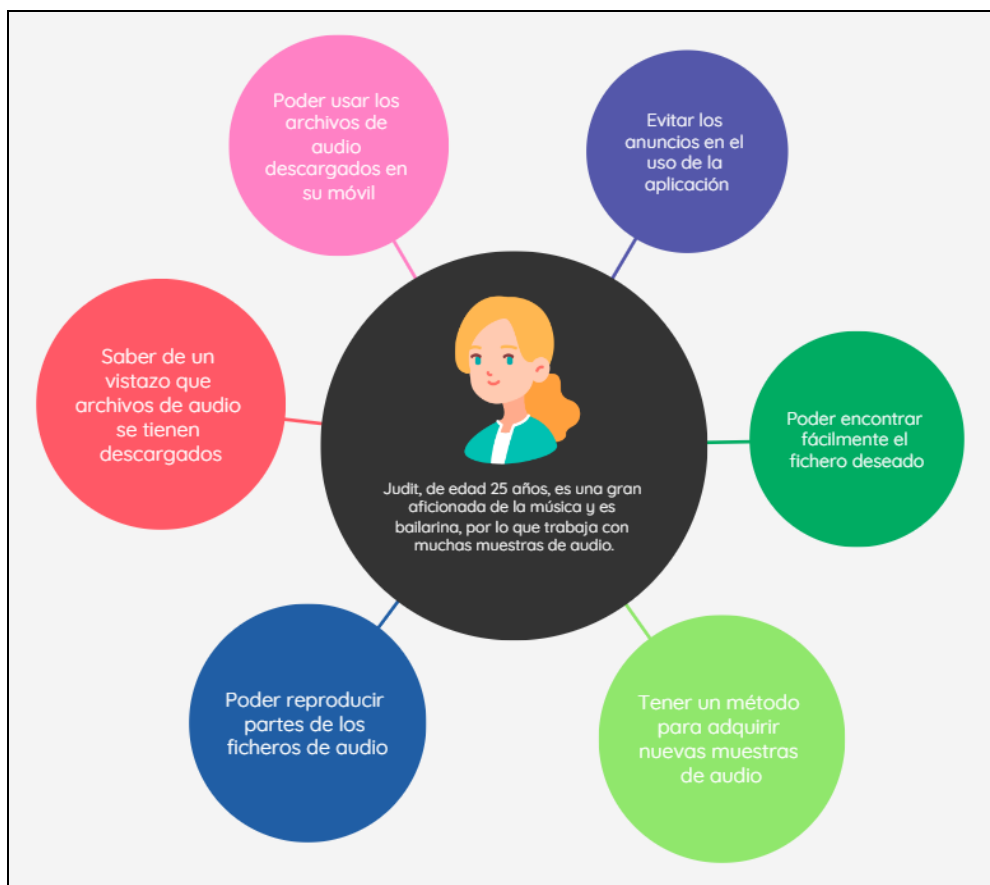 Poder usar los
archivos de
audio
descargados en
su móvil
Evitar los
anuncios en el
uso de la
aplicación
Saber de un
vistazo que
archivos de audio
se tienen
descargados
Poder encontrar
fácilmente el
fichero deseado
Judit, de edad 25 años, es una gran
aficionada de la música y es
bailarina, por lo que trabaja con
muchas muestras de audio.
Poder reproducir
partes de los
ficheros de audio
Tener un método
para adquirir
nuevas muestras
de audio